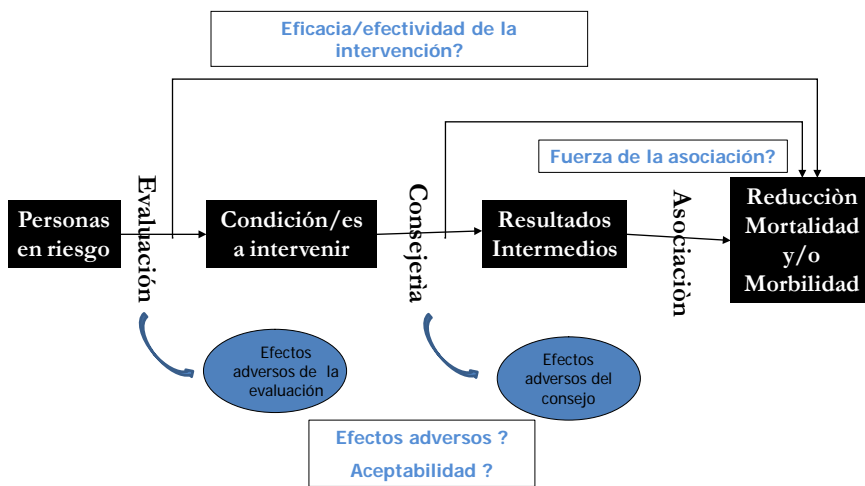 Eficacia/efectividad de la
intervención?
Fuerza de la asociación?
Personas
en riesgo
Evaluación
Condición/es
a intervenir
Consejerìa
Resultados
Intermedios
Asociaciòn
Reducciòn
Mortalidad
y/o
Morbilidad
Efectos
adversos de la
evaluación
Efectos
adversos del
consejo
Efectos adversos ?
Aceptabilidad ?